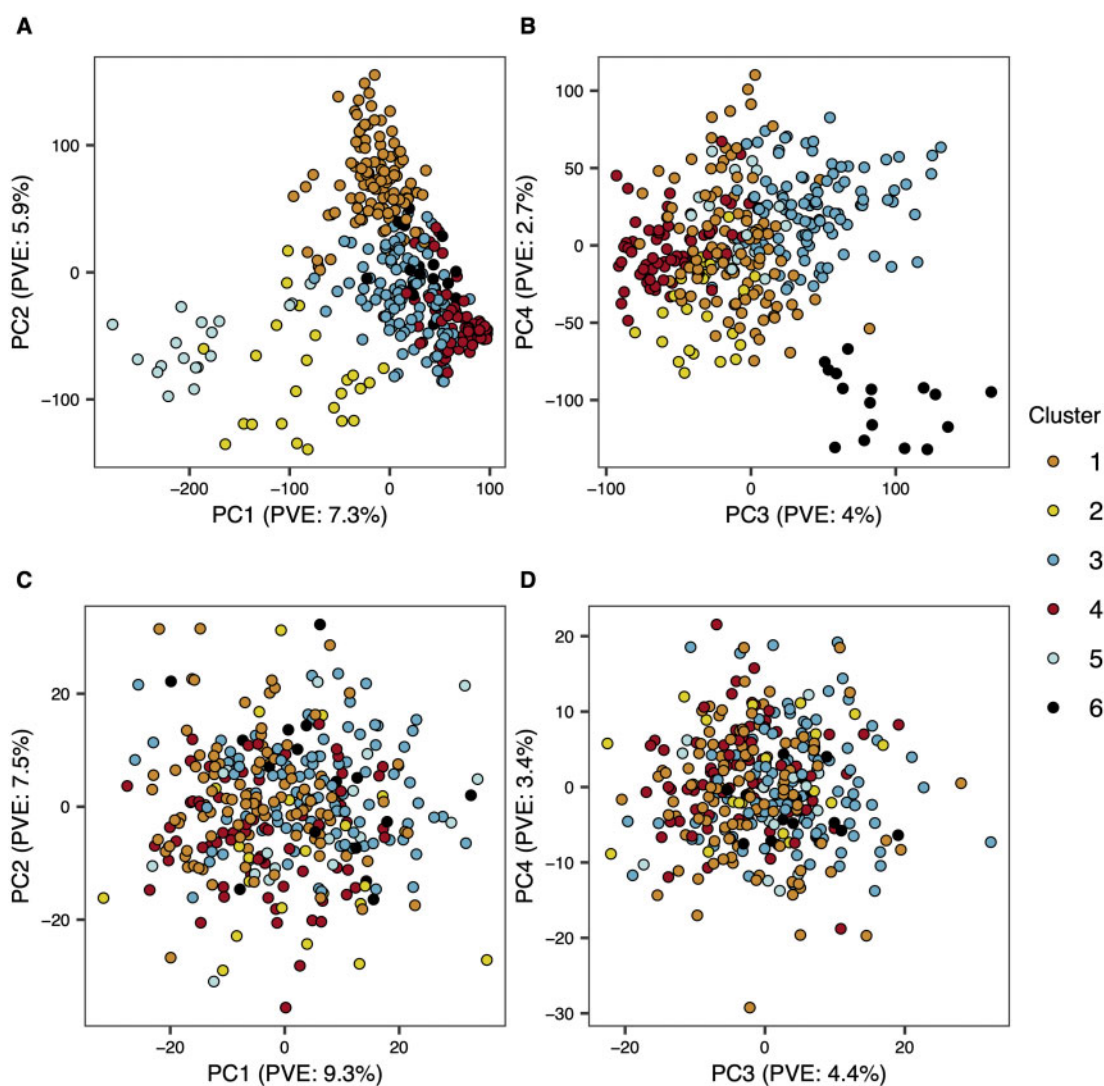 A
B
100
0
−100
PC2 (PVE: 5.9%)
−200
−100
0
100
PC1 (PVE: 7.3%)
100
50
0
−50
−100
PC4 (PVE: 2.7%)
−100
0
100
PC3 (PVE: 4%)
Cluster
1
2
3
4
5
6
C
D
20
0
−20
PC2 (PVE: 7.5%)
−20
0
20
PC1 (PVE: 9.3%)
20
10
0
−10
−20
−30
PC4 (PVE: 3.4%)
−20
0
20
PC3 (PVE: 4.4%)